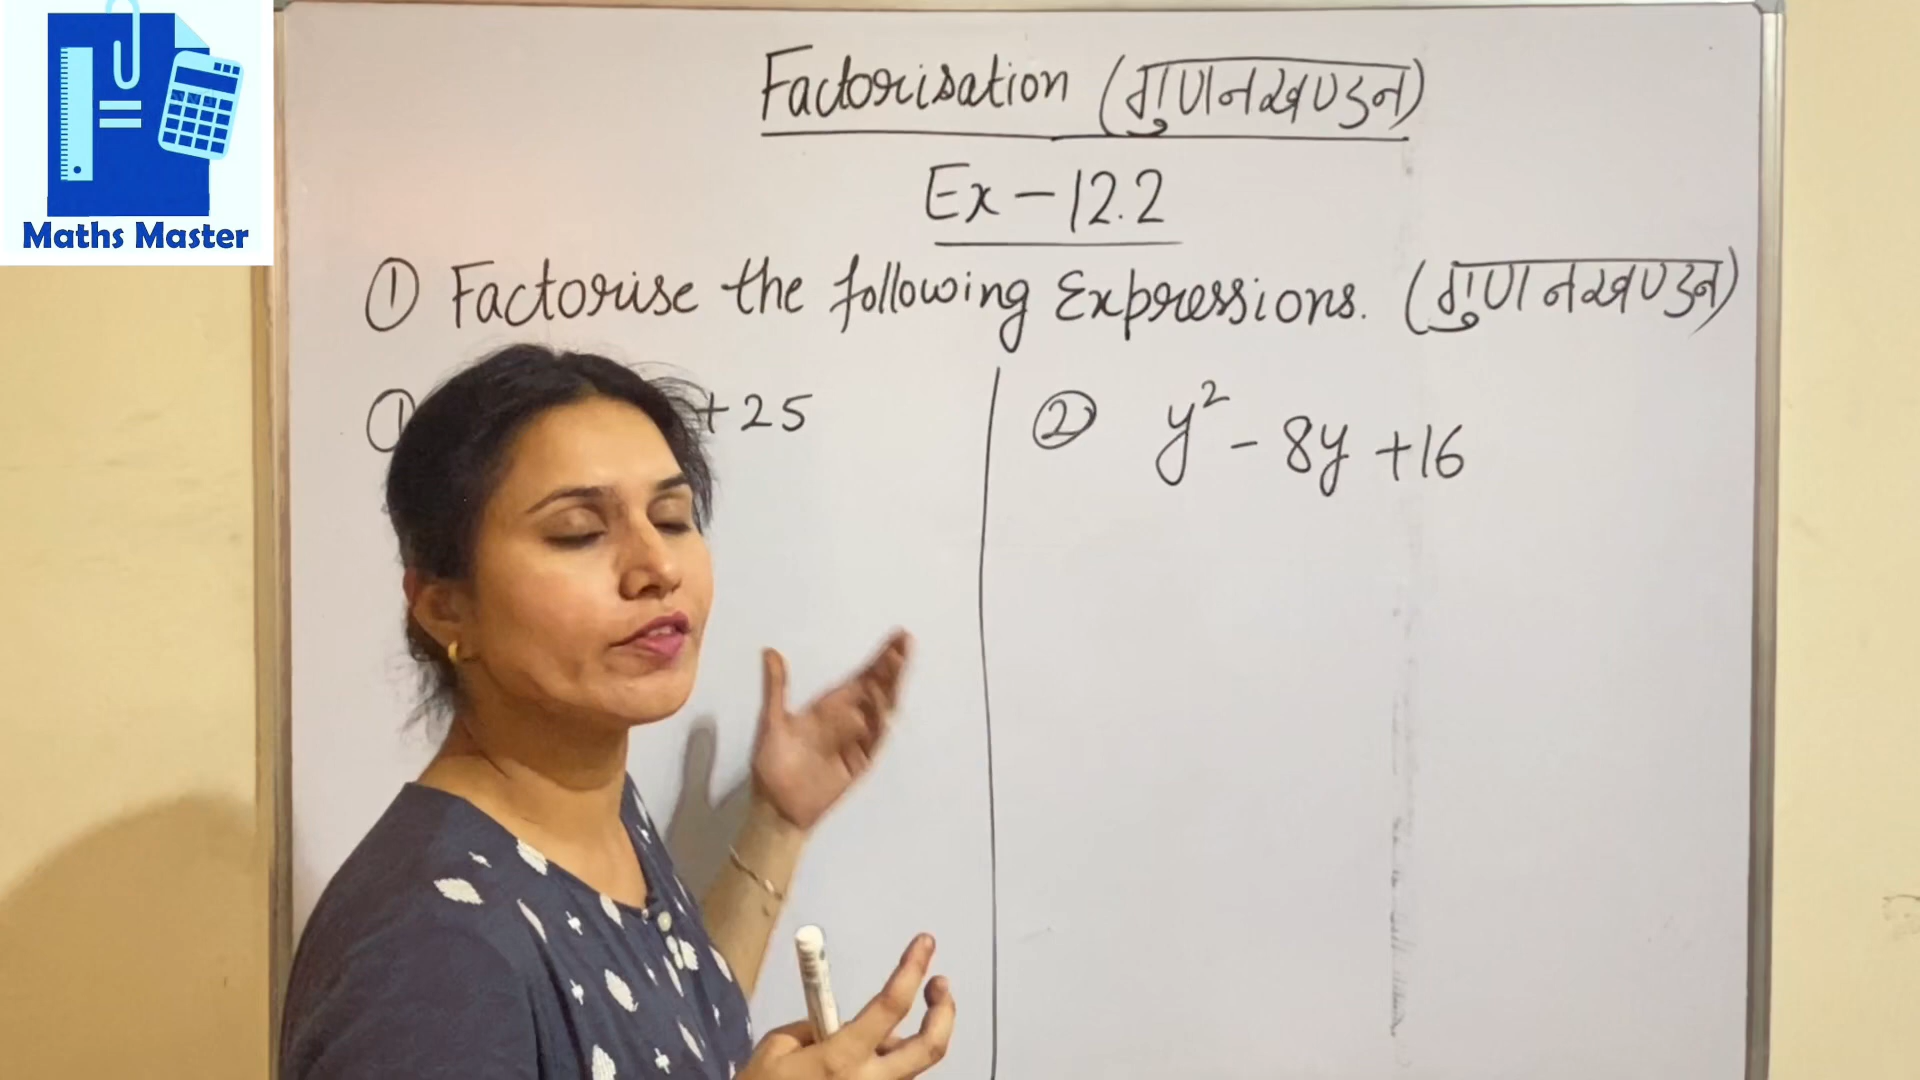 Maths Master
Factorisation (गुणनखण्डन)
Ex - 12.2
① Factorise the following Expressions. (गुणनखण्डन)
① +25
② y² - 8y + 16